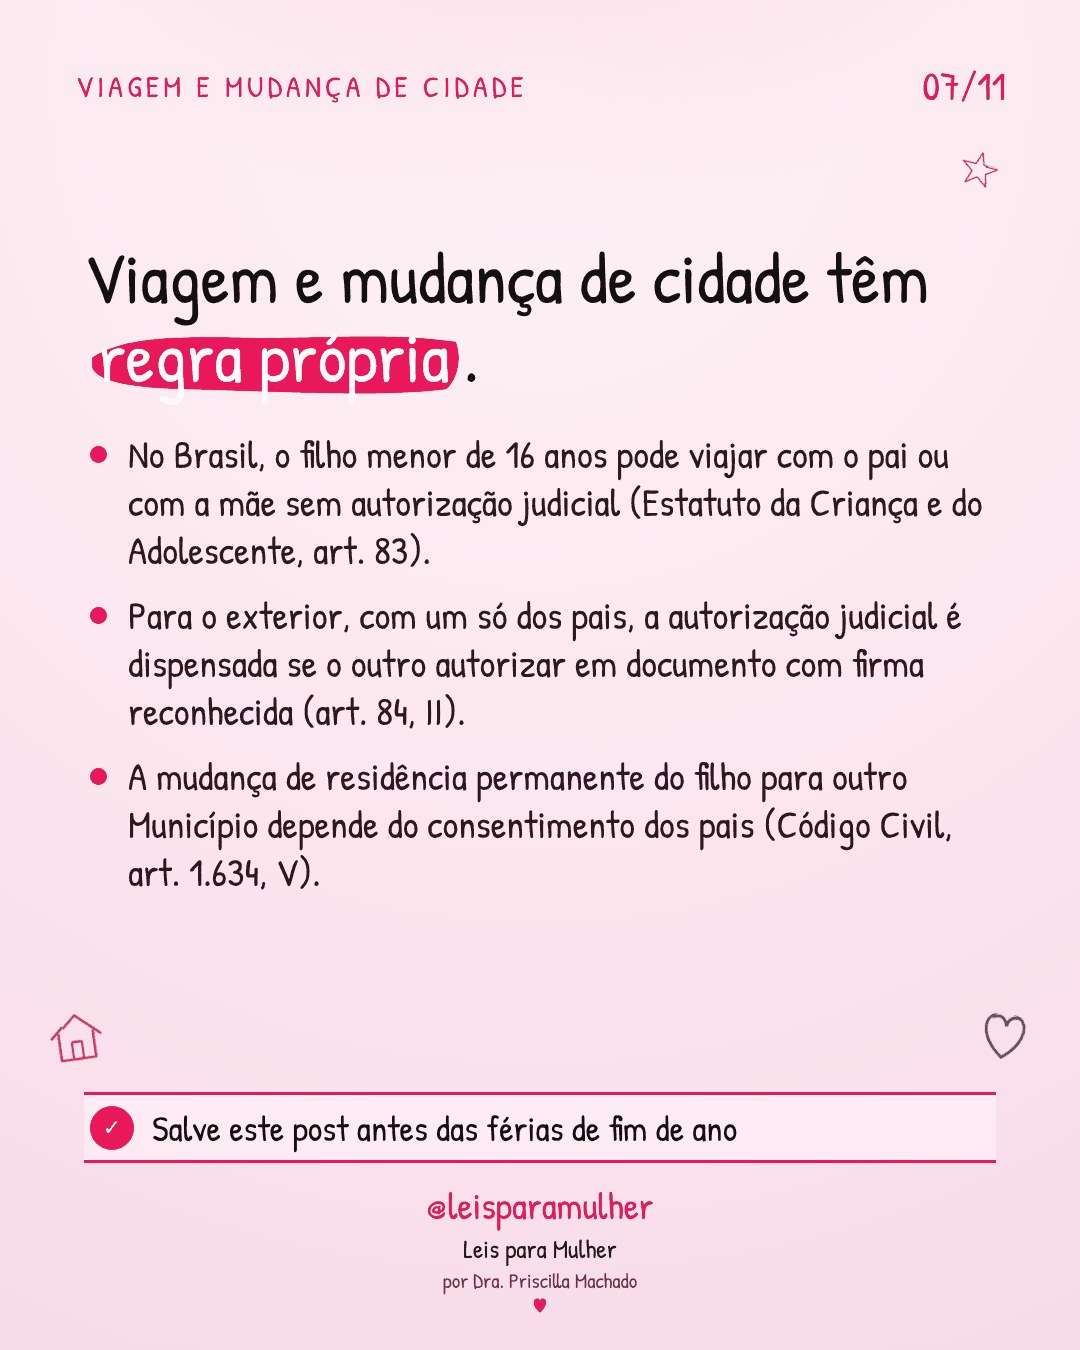 VIAGEM E MUDANÇA DE CIDADE
07/11
Viagem e mudança de cidade têm
regra própria.
No Brasil, o filho menor de 16 anos pode viajar com o pai ou
com a mãe sem autorização judicial (Estatuto da Criança e do
Adolescente, art. 83).
Para o exterior, com um só dos pais, a autorização judicial é
dispensada se o outro autorizar em documento com firma
reconhecida (art. 84, II).
A mudança de residência permanente do filho para outro
Município depende do consentimento dos pais (Código Civil,
art. 1.634, V).
✓ Salve este post antes das férias de fim de ano
@leisparamulher
Leis para Mulher
por Dra. Priscilla Machado